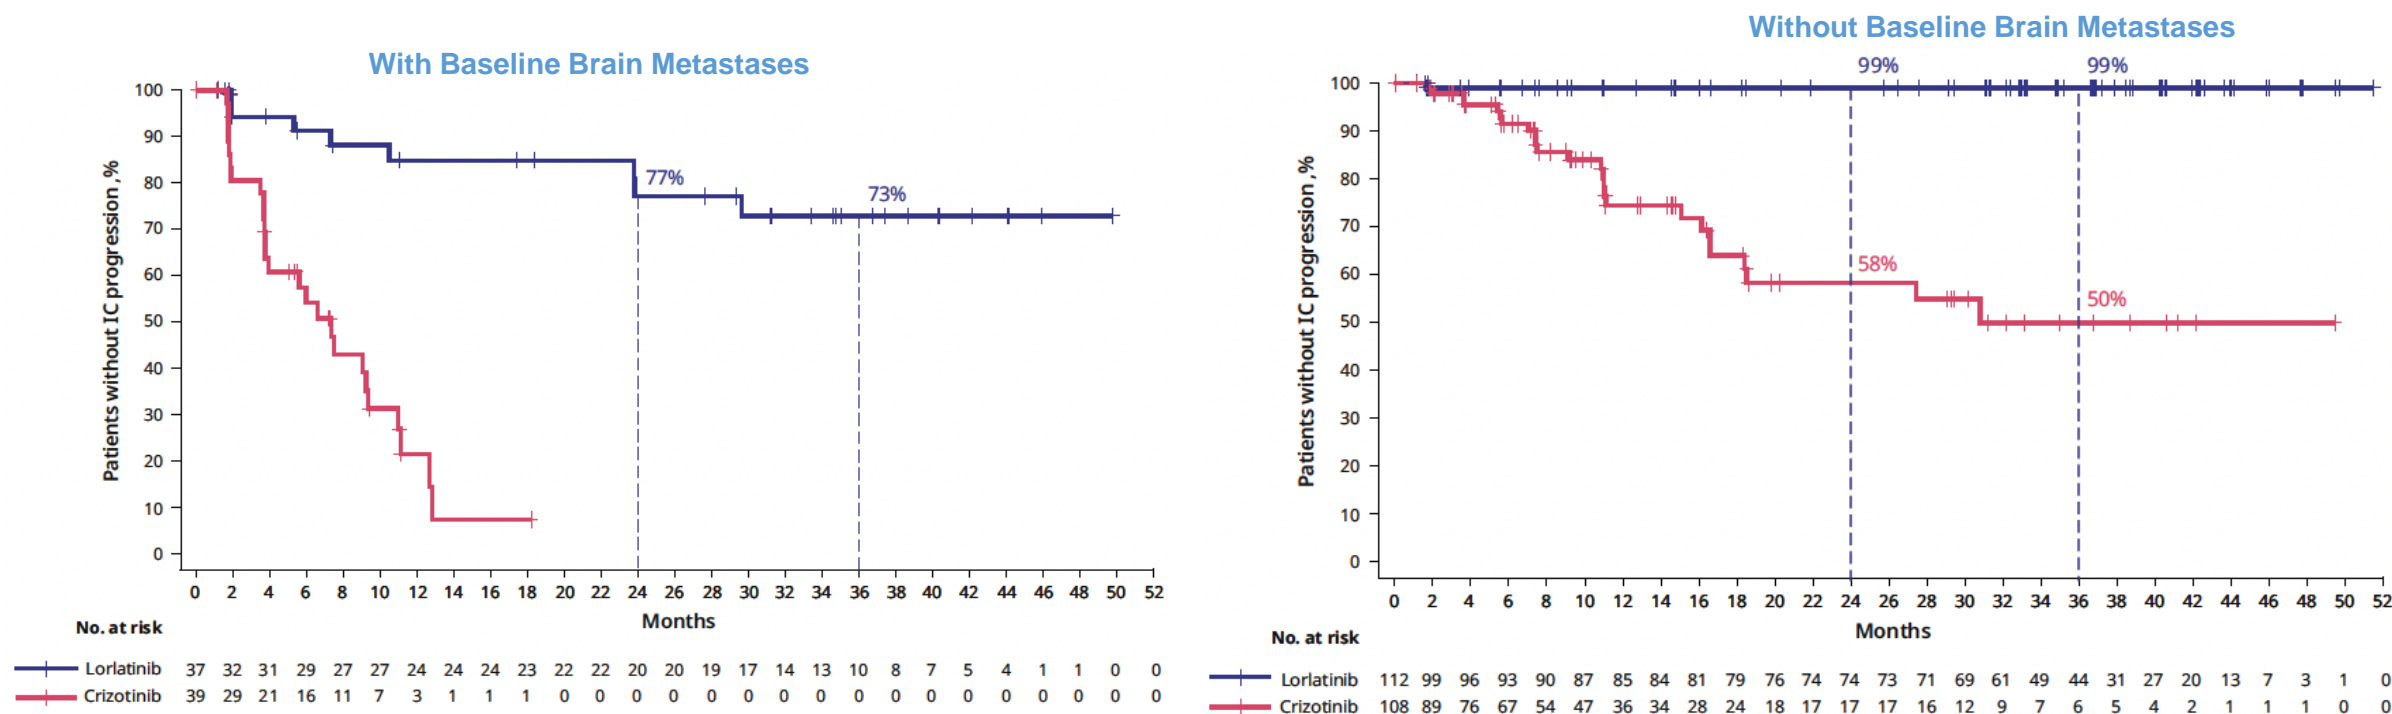 With Baseline Brain Metastases
100
90
80
70
60
50
40
30
20
10
0
Patients without IC progression ,%
77%
73%
0 2 4 6 8 10 12 14 16 18 20 22 24 26 28 30 32 34 36 38 40 42 44 46 48 50 52
Months
No. at risk
Lorlatinib 37 32 31 29 27 27 24 24 24 23 22 22 20 20 19 17 14 13 10 8 7 5 4 1 1 0 0
Crizotinib 39 29 21 16 11 7 3 1 1 1 0 0 0 0 0 0 0 0 0 0 0 0 0 0 0 0 0
Without Baseline Brain Metastases
99%
99%
100
90
80
70
60
50
40
30
20
10
0
Patients without IC progression ,%
58%
50%
0 2 4 6 8 10 12 14 16 18 20 22 24 26 28 30 32 34 36 38 40 42 44 46 48 50 52
Months
No. at risk
Lorlatinib 112 99 96 93 90 87 85 84 81 79 76 74 74 73 71 69 61 49 44 31 27 20 13 7 3 1 0
Crizotinib 108 89 76 67 54 47 36 34 28 24 18 17 17 17 16 12 9 7 6 5 4 2 1 1 1 0 0